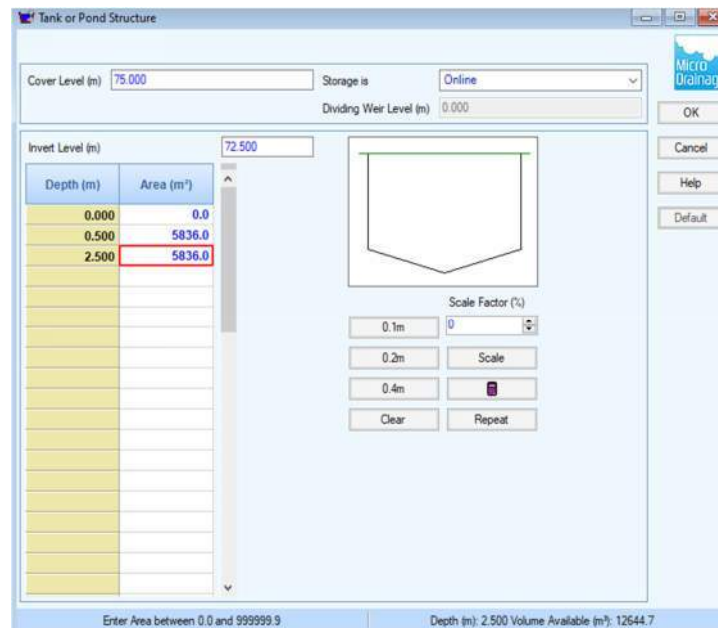 Tank or Pond Structure
Micro
Drainag
Cover Level (m) 75.000 Storage is Online
Dividing Weir Level (m) 0.000
OK
Cancel
Help
Default
Invert Level (m) 72.500
Depth (m) Area (m²)
0.000 0.0
0.500 5836.0
2.500 5836.0
Scale Factor (%)
0.1m 0
0.2m Scale
0.4m
Clear Repeat
Enter Area between 0.0 and 999999.9 Depth (m): 2.500 Volume Available (m³): 12644.7